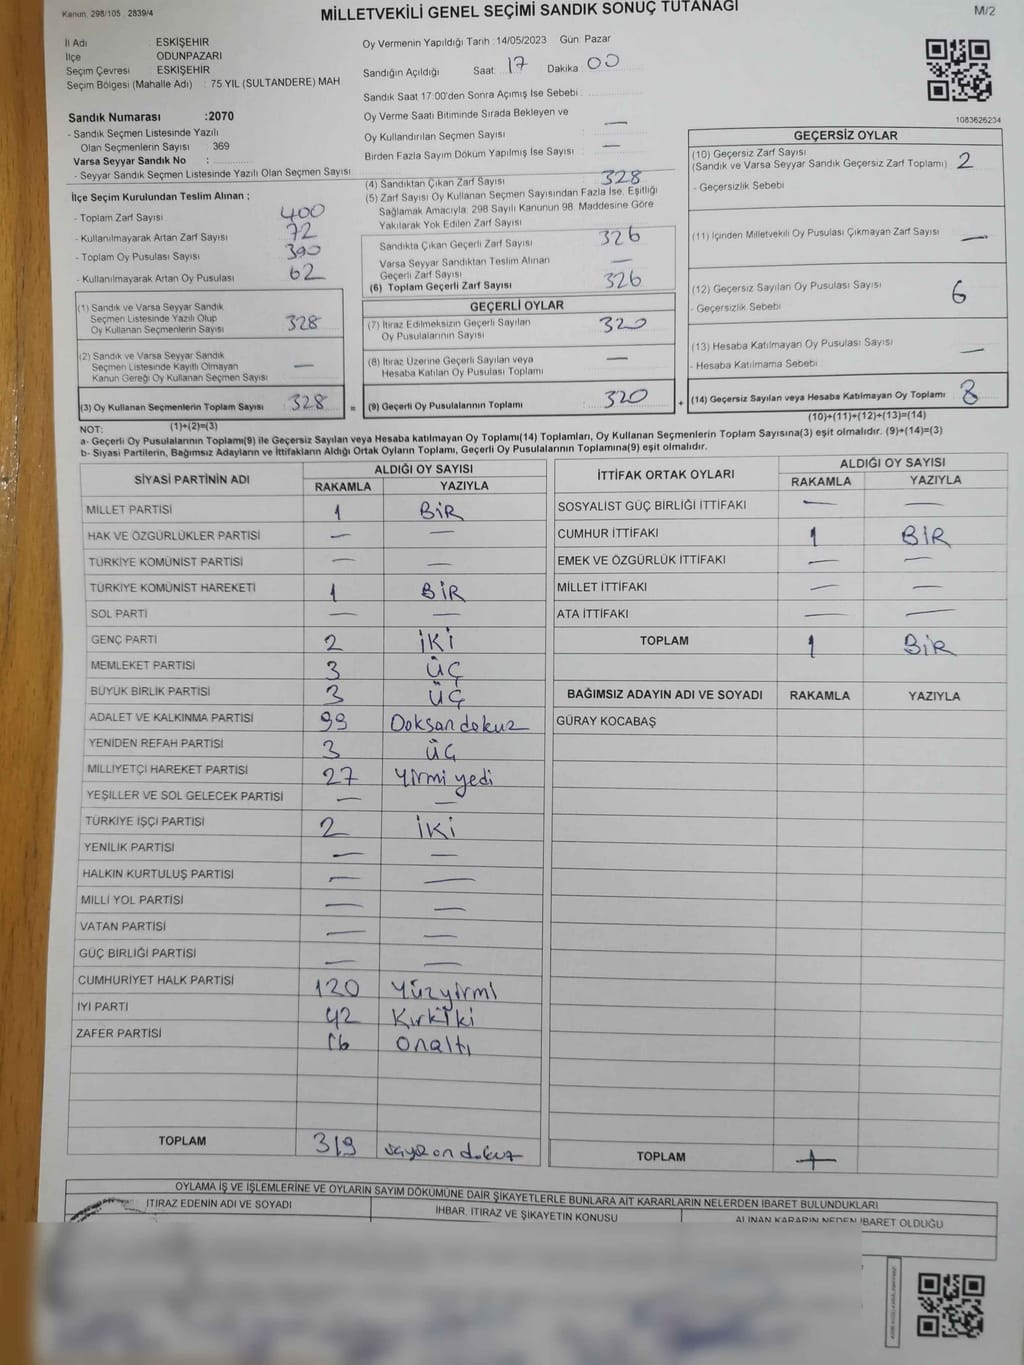 Kanun. 298/105 2839/4
MİLLETVEKİLİ GENEL SEÇİMİ SANDIK SONUÇ TUTANAĞI
M/2
İl Adı : ESKİŞEHİR
İlçe : ODUNPAZARI
Seçim Çevresi : ESKİŞEHİR
Seçim Bölgesi (Mahalle Adı) : 75 YIL (SULTANDERE) MAH.
Oy Vermenin Yapıldığı Tarih :14/05/2023 Gün: Pazar
Sandığın Açıldığı Saat: 17 Dakika 00
Sandık Saat 17:00'den Sonra Açımış İse Sebebi :
Oy Verme Saati Bitiminde Sırada Bekleyen ve
Oy Kullandırılan Seçmen Sayısı : —
Birden Fazla Sayım Döküm Yapılmış İse Sayısı : —
1083626234
Sandık Numarası :2070
- Sandık Seçmen Listesinde Yazılı
Olan Seçmenlerin Sayısı : 369
Varsa Seyyar Sandık No :
- Seyyar Sandık Seçmen Listesinde Yazılı Olan Seçmen Sayısı :
İlçe Seçim Kurulundan Teslim Alınan ;
- Toplam Zarf Sayısı : 400
- Kullanılmayarak Artan Zarf Sayısı : 72
- Toplam Oy Pusulası Sayısı : 390
- Kullanılmayarak Artan Oy Pusulası : 62
(1) Sandık ve Varsa Seyyar Sandık
Seçmen Listesinde Yazılı Olup
Oy Kullanan Seçmenlerin Sayısı : 328
(2) Sandık ve Varsa Seyyar Sandık
Seçmen Listesinde Kayıtlı Olmayan
Kanun Gereği Oy Kullanan Seçmen Sayısı : —
(3) Oy Kullanan Seçmenlerin Toplam Sayısı : 328 =
(1)+(2)=(3)
(4) Sandıktan Çıkan Zarf Sayısı : 328
(5) Zarf Sayısı Oy Kullanan Seçmen Sayısından Fazla İse, Eşitliği
Sağlamak Amacıyla, 298 Sayılı Kanunun 98. Maddesine Göre
Yakılarak Yok Edilen Zarf Sayısı :
Sandıkta Çıkan Geçerli Zarf Sayısı : 326
Varsa Seyyar Sandıktan Teslim Alınan
Geçerli Zarf Sayısı : —
(6) Toplam Geçerli Zarf Sayısı : 326
GEÇERLİ OYLAR
(7) İtiraz Edilmeksizin Geçerli Sayılan
Oy Pusulalarının Sayısı : 320
(8) İtiraz Üzerine Geçerli Sayılan veya
Hesaba Katılan Oy Pusulası Toplamı : —
(9) Geçerli Oy Pusulalarının Toplamı : 320 +
GEÇERSİZ OYLAR
(10) Geçersiz Zarf Sayısı
(Sandık ve Varsa Seyyar Sandık Geçersiz Zarf Toplamı) : 2
- Geçersizlik Sebebi :
(11) İçinden Milletvekili Oy Pusulası Çıkmayan Zarf Sayısı : —
(12) Geçersiz Sayılan Oy Pusulası Sayısı : 6
- Geçersizlik Sebebi :
(13) Hesaba Katılmayan Oy Pusulası Sayısı : —
- Hesaba Katılmama Sebebi :
(14) Geçersiz Sayılan veya Hesaba Katılmayan Oy Toplamı : 8
(10)+(11)+(12)+(13)=(14)
NOT:
a- Geçerli Oy Pusulalarının Toplamı(9) ile Geçersiz Sayılan veya Hesaba katılmayan Oy Toplamı(14) Toplamları, Oy Kullanan Seçmenlerin Toplam Sayısına(3) eşit olmalıdır. (9)+(14)=(3)
b- Siyasi Partilerin, Bağımsız Adayların ve İttifakların Aldığı Ortak Oyların Toplamı, Geçerli Oy Pusulalarının Toplamına(9) eşit olmalıdır.
SİYASİ PARTİNİN ADI ALDIĞI OY SAYISI
RAKAMLA YAZIYLA
MİLLET PARTİSİ 1 BİR
HAK VE ÖZGÜRLÜKLER PARTİSİ — —
TÜRKİYE KOMÜNİST PARTİSİ — —
TÜRKİYE KOMÜNİST HAREKETİ 1 BİR
SOL PARTİ — —
GENÇ PARTİ 2 İKİ
MEMLEKET PARTİSİ 3 ÜÇ
BÜYÜK BİRLİK PARTİSİ 3 ÜÇ
ADALET VE KALKINMA PARTİSİ 99 Doksandokuz
YENİDEN REFAH PARTİSİ 3 ÜÇ
MİLLİYETÇİ HAREKET PARTİSİ 27 Yirmiyedi
YEŞİLLER VE SOL GELECEK PARTİSİ — —
TÜRKİYE İŞÇİ PARTİSİ 2 İKİ
YENİLİK PARTİSİ — —
HALKIN KURTULUŞ PARTİSİ — —
MİLLİ YOL PARTİSİ — —
VATAN PARTİSİ — —
GÜÇ BİRLİĞİ PARTİSİ — —
CUMHURİYET HALK PARTİSİ 120 Yüzyirmi
İYİ PARTİ 42 Kırkiki
ZAFER PARTİSİ 16 Onaltı
TOPLAM 319
İTTİFAK ORTAK OYLARI ALDIĞI OY SAYISI
RAKAMLA YAZIYLA
SOSYALİST GÜÇ BİRLİĞİ İTTİFAKI — —
CUMHUR İTTİFAKI 1 BİR
EMEK VE ÖZGÜRLÜK İTTİFAKI — —
MİLLET İTTİFAKI — —
ATA İTTİFAKI — —
TOPLAM 1 BİR
BAĞIMSIZ ADAYIN ADI VE SOYADI RAKAMLA YAZIYLA
GÜRAY KOCABAŞ
TOPLAM
OYLAMA İŞ VE İŞLEMLERİNE VE OYLARIN SAYIM DÖKÜMÜNE DAİR ŞİKAYETLERLE BUNLARA AİT KARARLARIN NELERDEN İBARET BULUNDUKLARI
İTİRAZ EDENİN ADI VE SOYADI İHBAR, İTİRAZ VE ŞİKAYETİN KONUSU ALINAN KARARIN NEDEN İBARET OLDUĞU